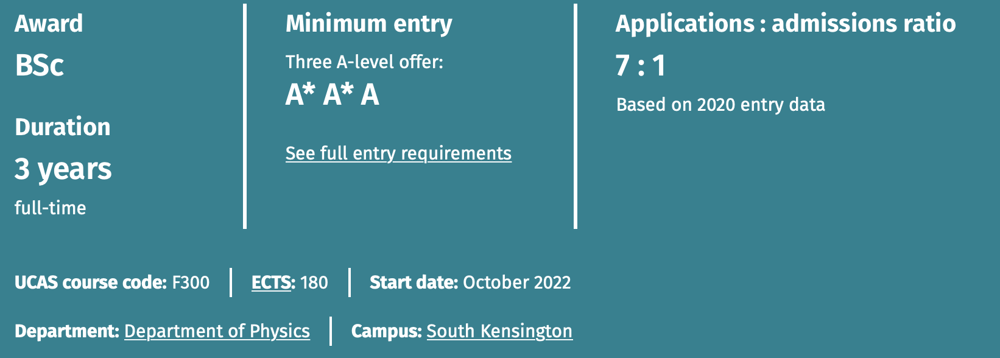 Award
BSc
Duration
3 years
full-time
Minimum entry
Three A-level offer:
A* A* A
See full entry requirements
Applications : admissions ratio
7 : 1
Based on 2020 entry data
UCAS course code: F300
ECTS: 180
Start date: October 2022
Department: Department of Physics
Campus: South Kensington